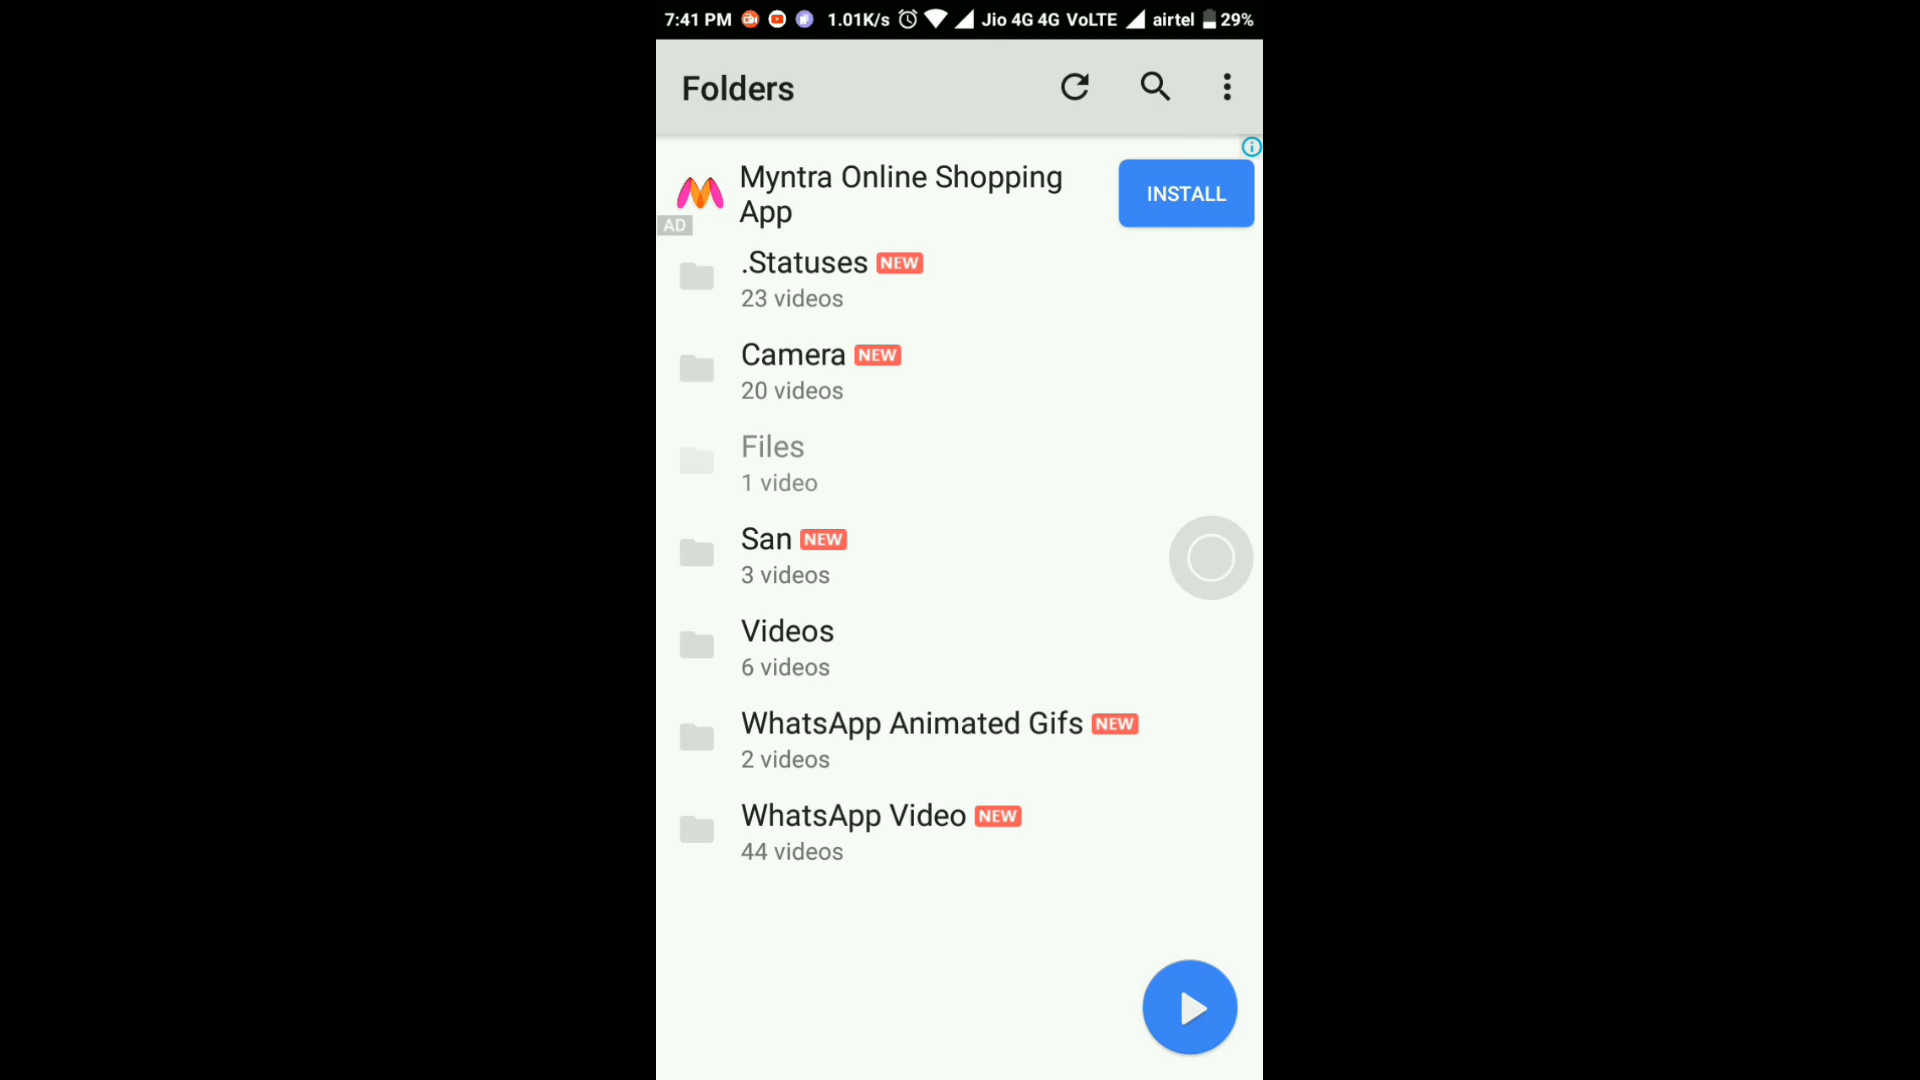 7:41 PM 1.01K/s Jio 4G 4G VoLTE airtel 29%
Folders
Myntra Online Shopping
App
INSTALL
AD
.Statuses NEW
23 videos
Camera NEW
20 videos
Files
1 video
San NEW
3 videos
Videos
6 videos
WhatsApp Animated Gifs NEW
2 videos
WhatsApp Video NEW
44 videos